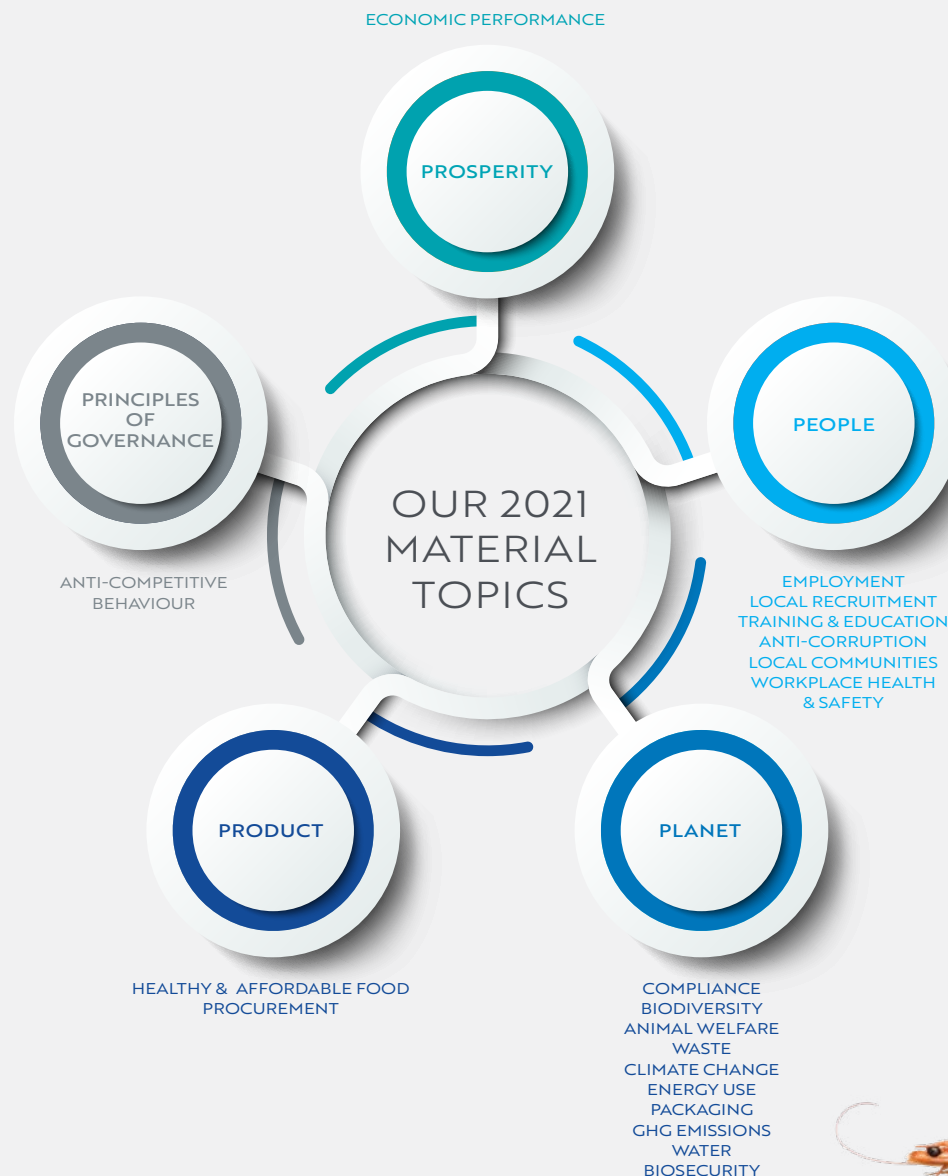 ECONOMIC PERFORMANCE
PROSPERITY
PRINCIPLES
OF
GOVERNANCE
ANTI-COMPETITIVE
BEHAVIOUR
OUR 2021
MATERIAL
TOPICS
PEOPLE
EMPLOYMENT
LOCAL RECRUITMENT
TRAINING & EDUCATION
ANTI-CORRUPTION
LOCAL COMMUNITIES
WORKPLACE HEALTH
& SAFETY
PRODUCT
HEALTHY & AFFORDABLE FOOD
PROCUREMENT
PLANET
COMPLIANCE
BIODIVERSITY
ANIMAL WELFARE
WASTE
CLIMATE CHANGE
ENERGY USE
PACKAGING
GHG EMISSIONS
WATER
BIOSECURITY